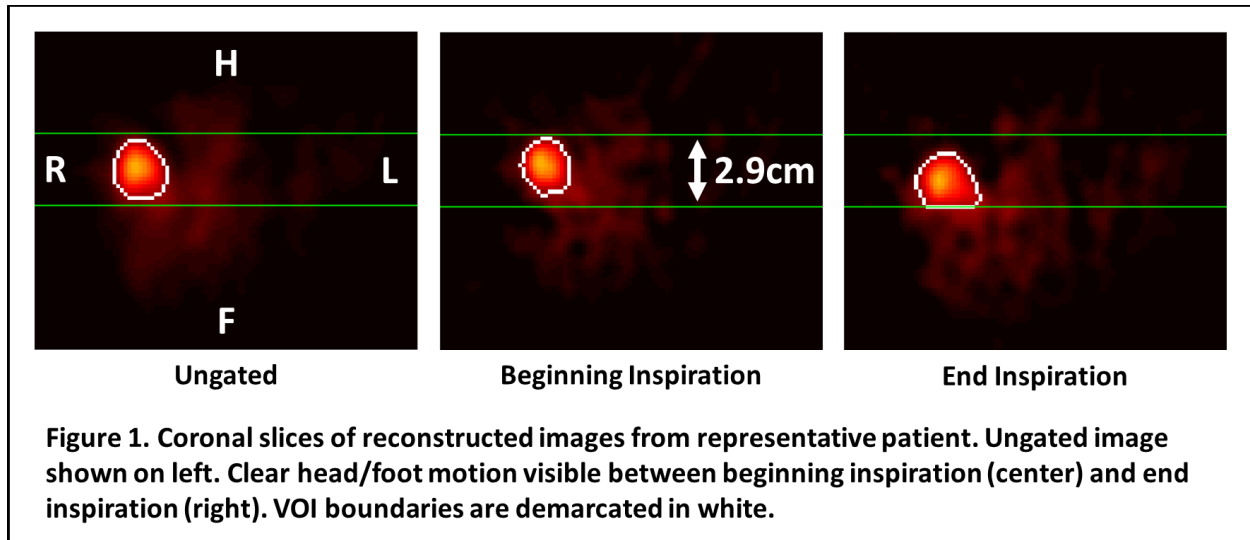 H
R
L
F
2.9cm
Ungated
Beginning Inspiration
End Inspiration
Figure 1. Coronal slices of reconstructed images from representative patient. Ungated image
shown on left. Clear head/foot motion visible between beginning inspiration (center) and end
inspiration (right). VOI boundaries are demarcated in white.